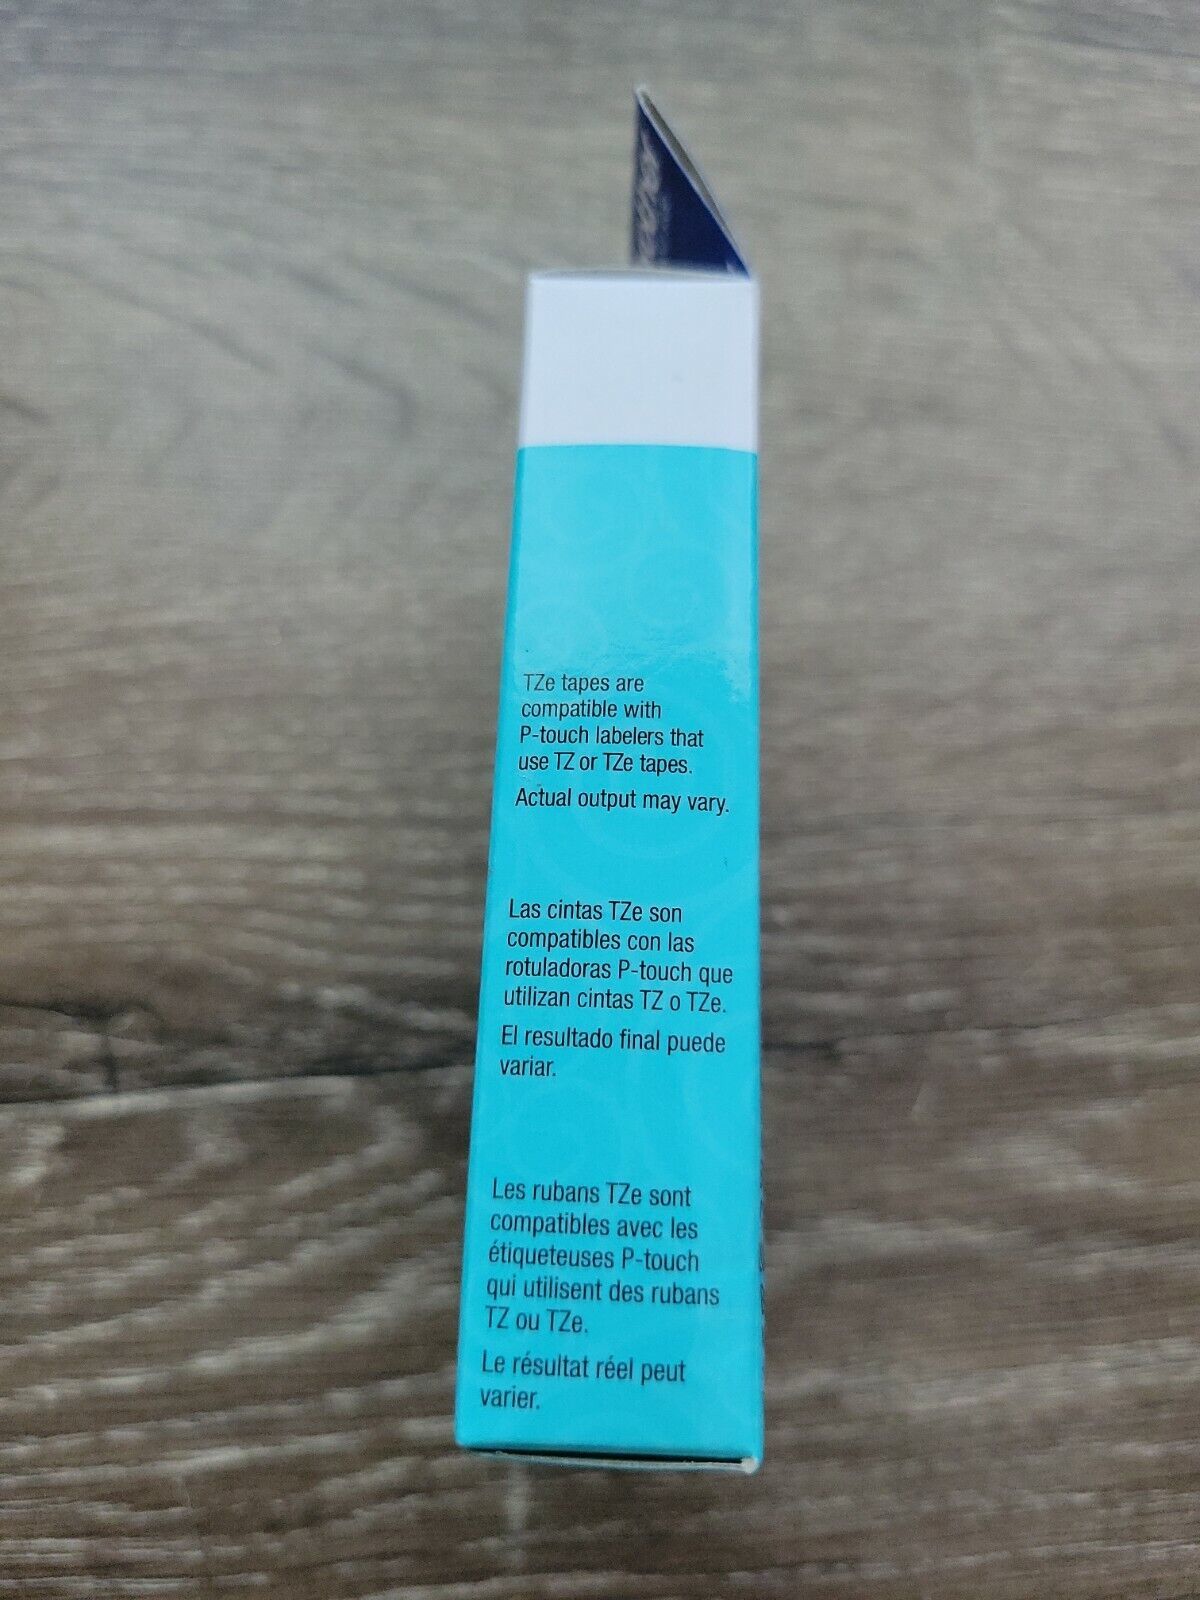 TZe tapes are
compatible with
P-touch labelers that
use TZ or TZe tapes.
Actual output may vary.
Las cintas TZe son
compatibles con las
rotuladoras P-touch que
utilizan cintas TZ o TZe.
El resultado final puede
variar.
Les rubans TZe sont
compatibles avec les
étiqueteuses P-touch
qui utilisent des rubans
TZ ou TZe.
Le résultat réel peut
varier.